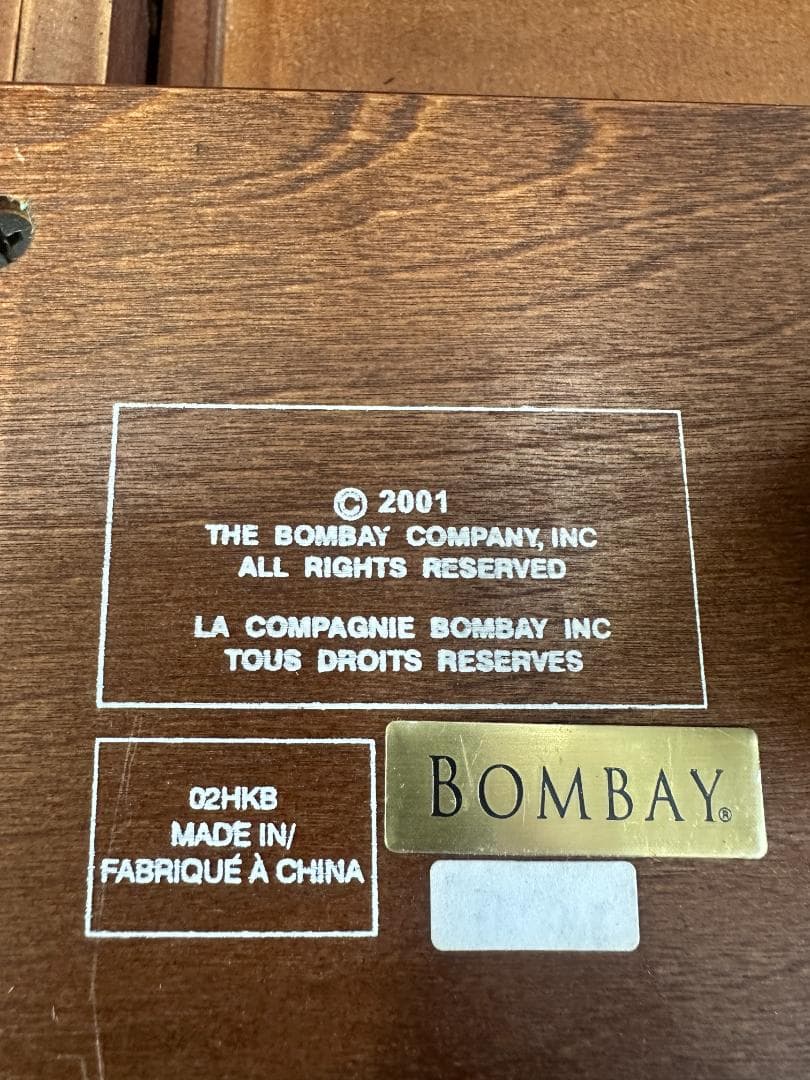 © 2001
THE BOMBAY COMPANY, INC
ALL RIGHTS RESERVED
LA COMPAGNIE BOMBAY INC
TOUS DROITS RESERVES
02HKB
MADE IN/
FABRIQUÉ À CHINA
BOMBAY®